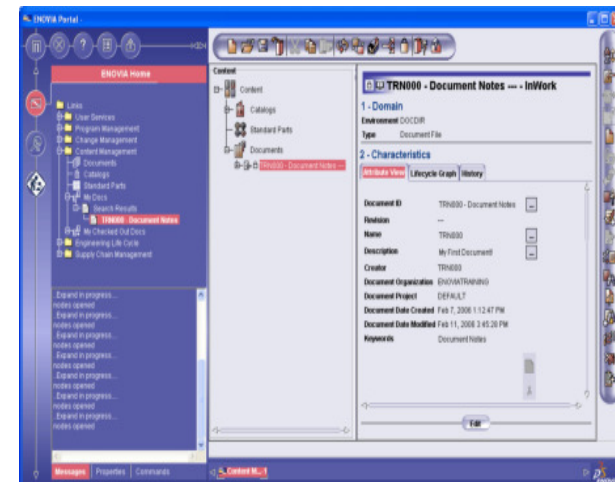 ENOVIA Portal -
ENOVIA Home
Links
User Services
Program Management
Change Management
Content Management
Documents
Catalogs
Standard Parts
My Docs
Search Results
TRN000 - Document Notes
My Checked Out Docs
Engineering Life Cycle
Supply Chain Management
Expand in progress...
nodes opened
Expand in progress...
nodes opened
Expand in progress...
nodes opened
Expand in progress...
nodes opened
Expand in progress...
nodes opened
Expand in progress...
nodes opened
Expand in progress...
nodes opened
Messages Properties Commands
Content
Content
Catalogs
Standard Parts
Documents
TRN000 - Document Notes ---
Content M... 1
TRN000 - Document Notes --- - InWork
1 - Domain
Environment DOCDIR
Type Document File
2 - Characteristics
Attribute View Lifecycle Graph History
Document ID TRN000 - Document Notes ...
Revision ---
Name TRN000 ...
Description My First Document! ...
Creator TRN000
Document Organization ENOVIATRAINING
Document Project DEFAULT
Document Date Created Feb 7, 2006 1:12:47 PM
Document Date Modified Feb 11, 2006 3:45:20 PM
Keywords Document Notes
Edit